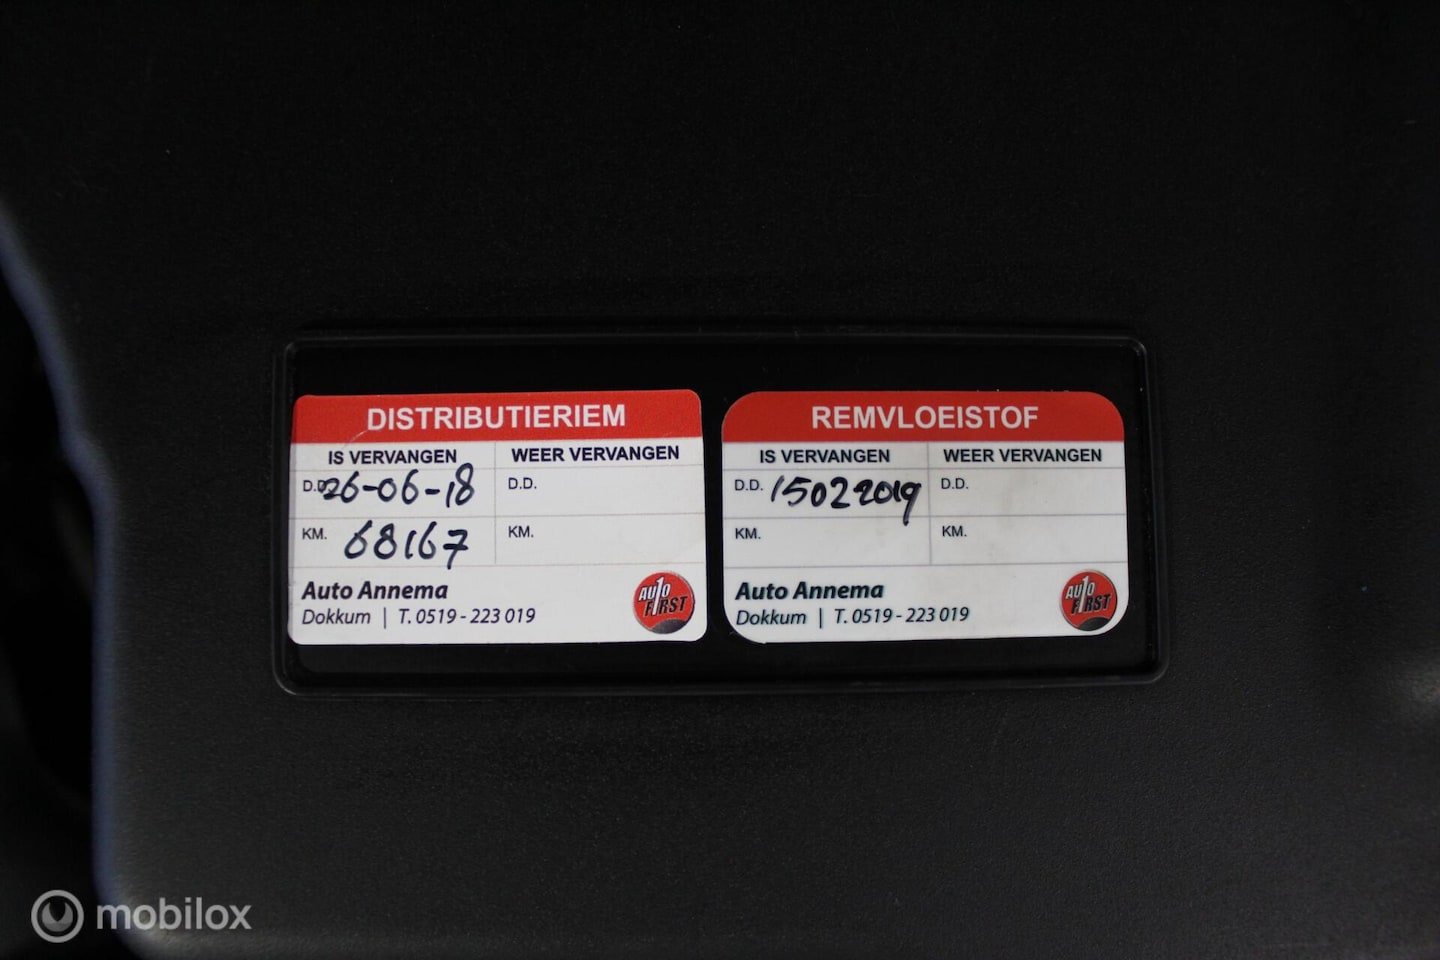 DISTRIBUTIERIEM
IS VERVANGEN WEER VERVANGEN
D.D. 26-06-18 D.D.
KM. 68167 KM.
Auto Annema
Dokkum | T. 0519 - 223 019
AUTO FIRST
REMVLOEISTOF
IS VERVANGEN WEER VERVANGEN
D.D. 15022019 D.D.
KM. KM.
Auto Annema
Dokkum | T. 0519 - 223 019
AUTO FIRST
mobilox